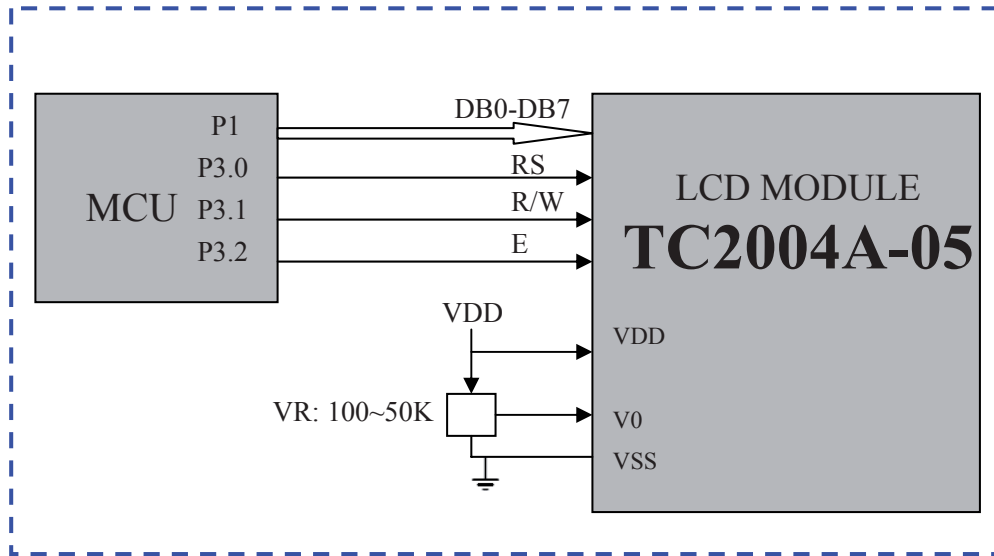 MCU
P1
P3.0
P3.1
P3.2
DB0-DB7
RS
R/W
E
LCD MODULE
TC2004A-05
VDD
VDD
VR: 100~50K
V0
VSS